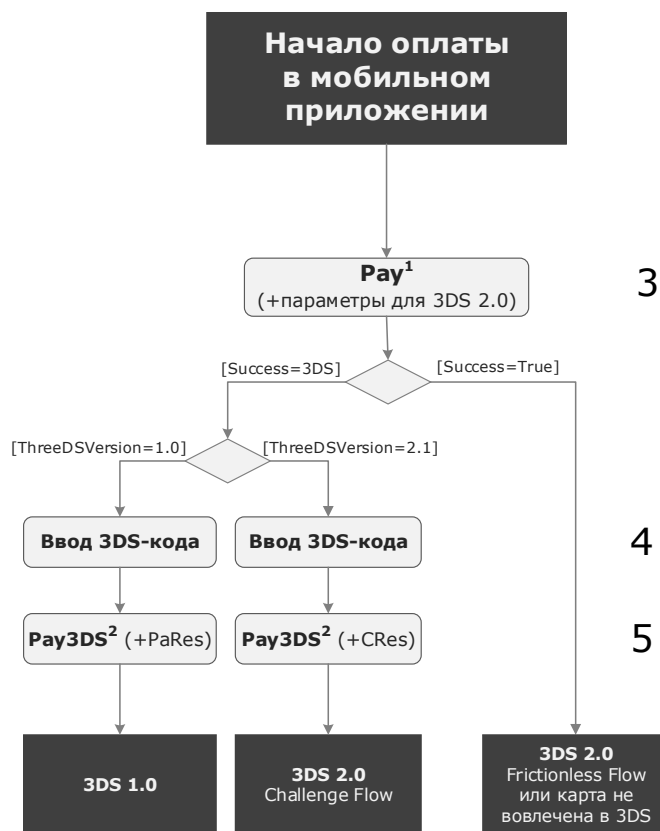 Начало оплаты
в мобильном
приложении
Pay¹
(+параметры для 3DS 2.0)
3
[Success=3DS]
[Success=True]
[ThreeDSVersion=1.0]
[ThreeDSVersion=2.1]
Ввод 3DS-кода
Ввод 3DS-кода
4
Pay3DS² (+PaRes)
Pay3DS² (+CRes)
5
3DS 1.0
3DS 2.0
Challenge Flow
3DS 2.0
Frictionless Flow
или карта не
вовлечена в 3DS